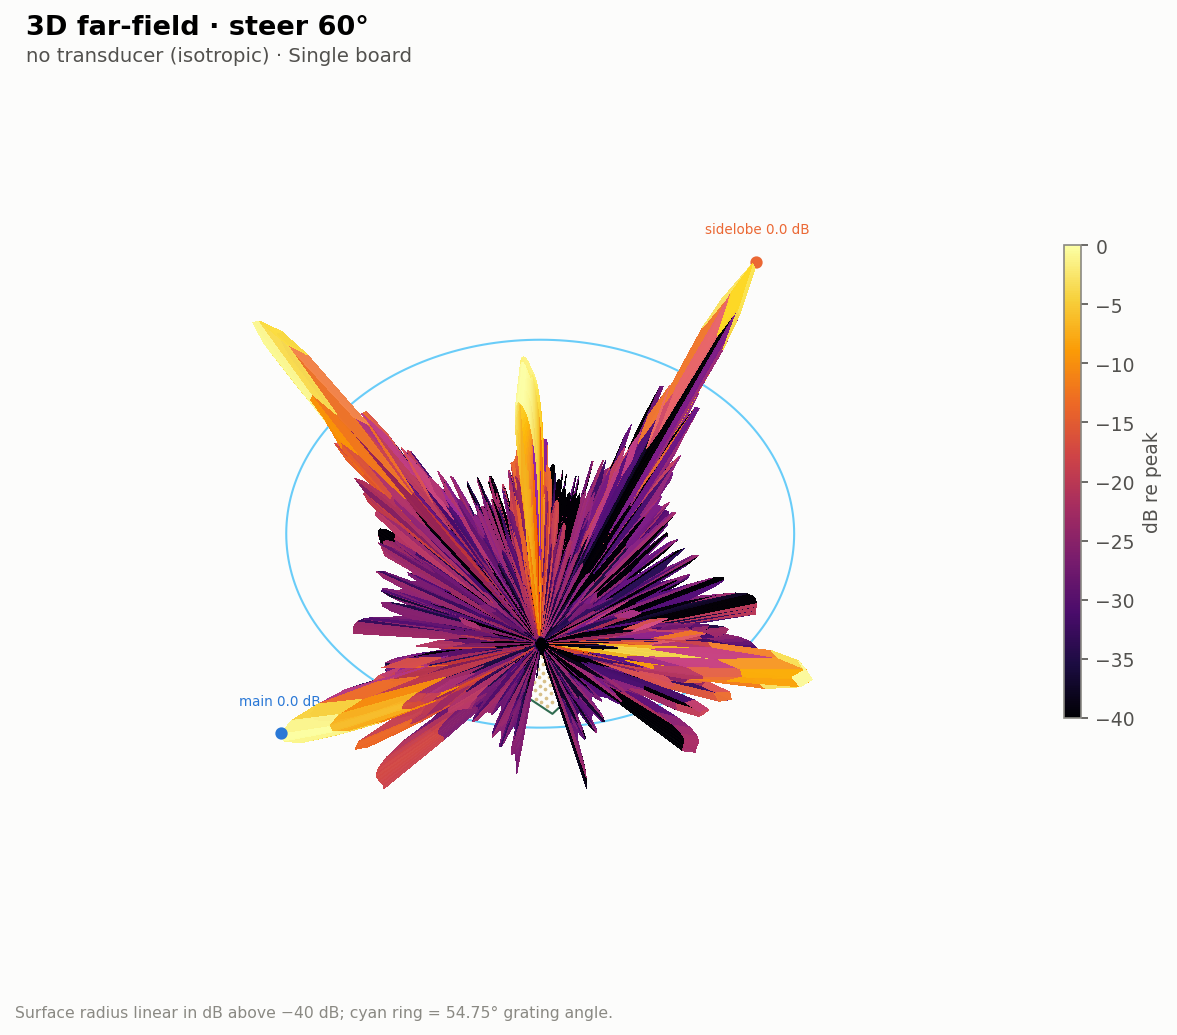 3D far-field · steer 60°
no transducer (isotropic) · Single board
sidelobe 0.0 dB
main 0.0 dB
0
−5
−10
−15
−20
−25
−30
−35
−40
dB re peak
Surface radius linear in dB above −40 dB; cyan ring = 54.75° grating angle.